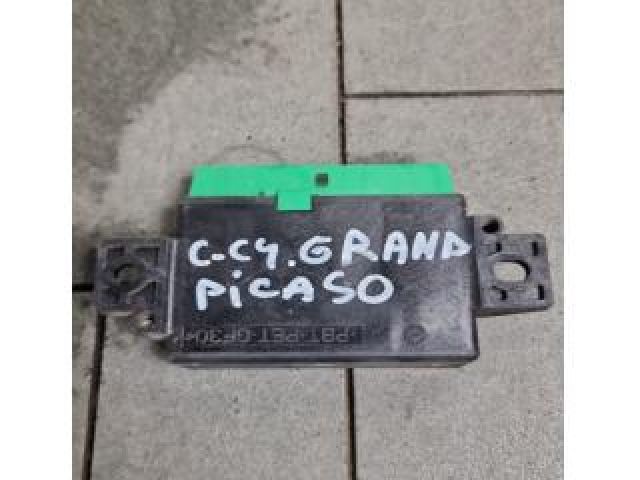 C-C4.GRAND
PiCASO
>PBT-PET-GF30<